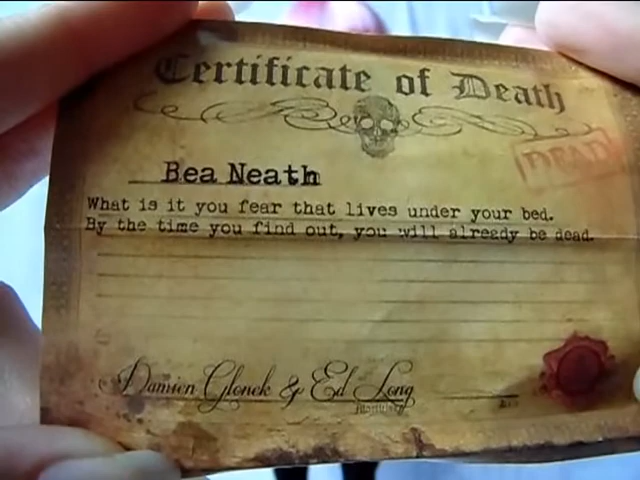 Certificate of Death
DEAD
Bea Neath
What is it you fear that lives under your bed.
By the time you find out, you will already be dead.
Damien Glonek & Ed Long